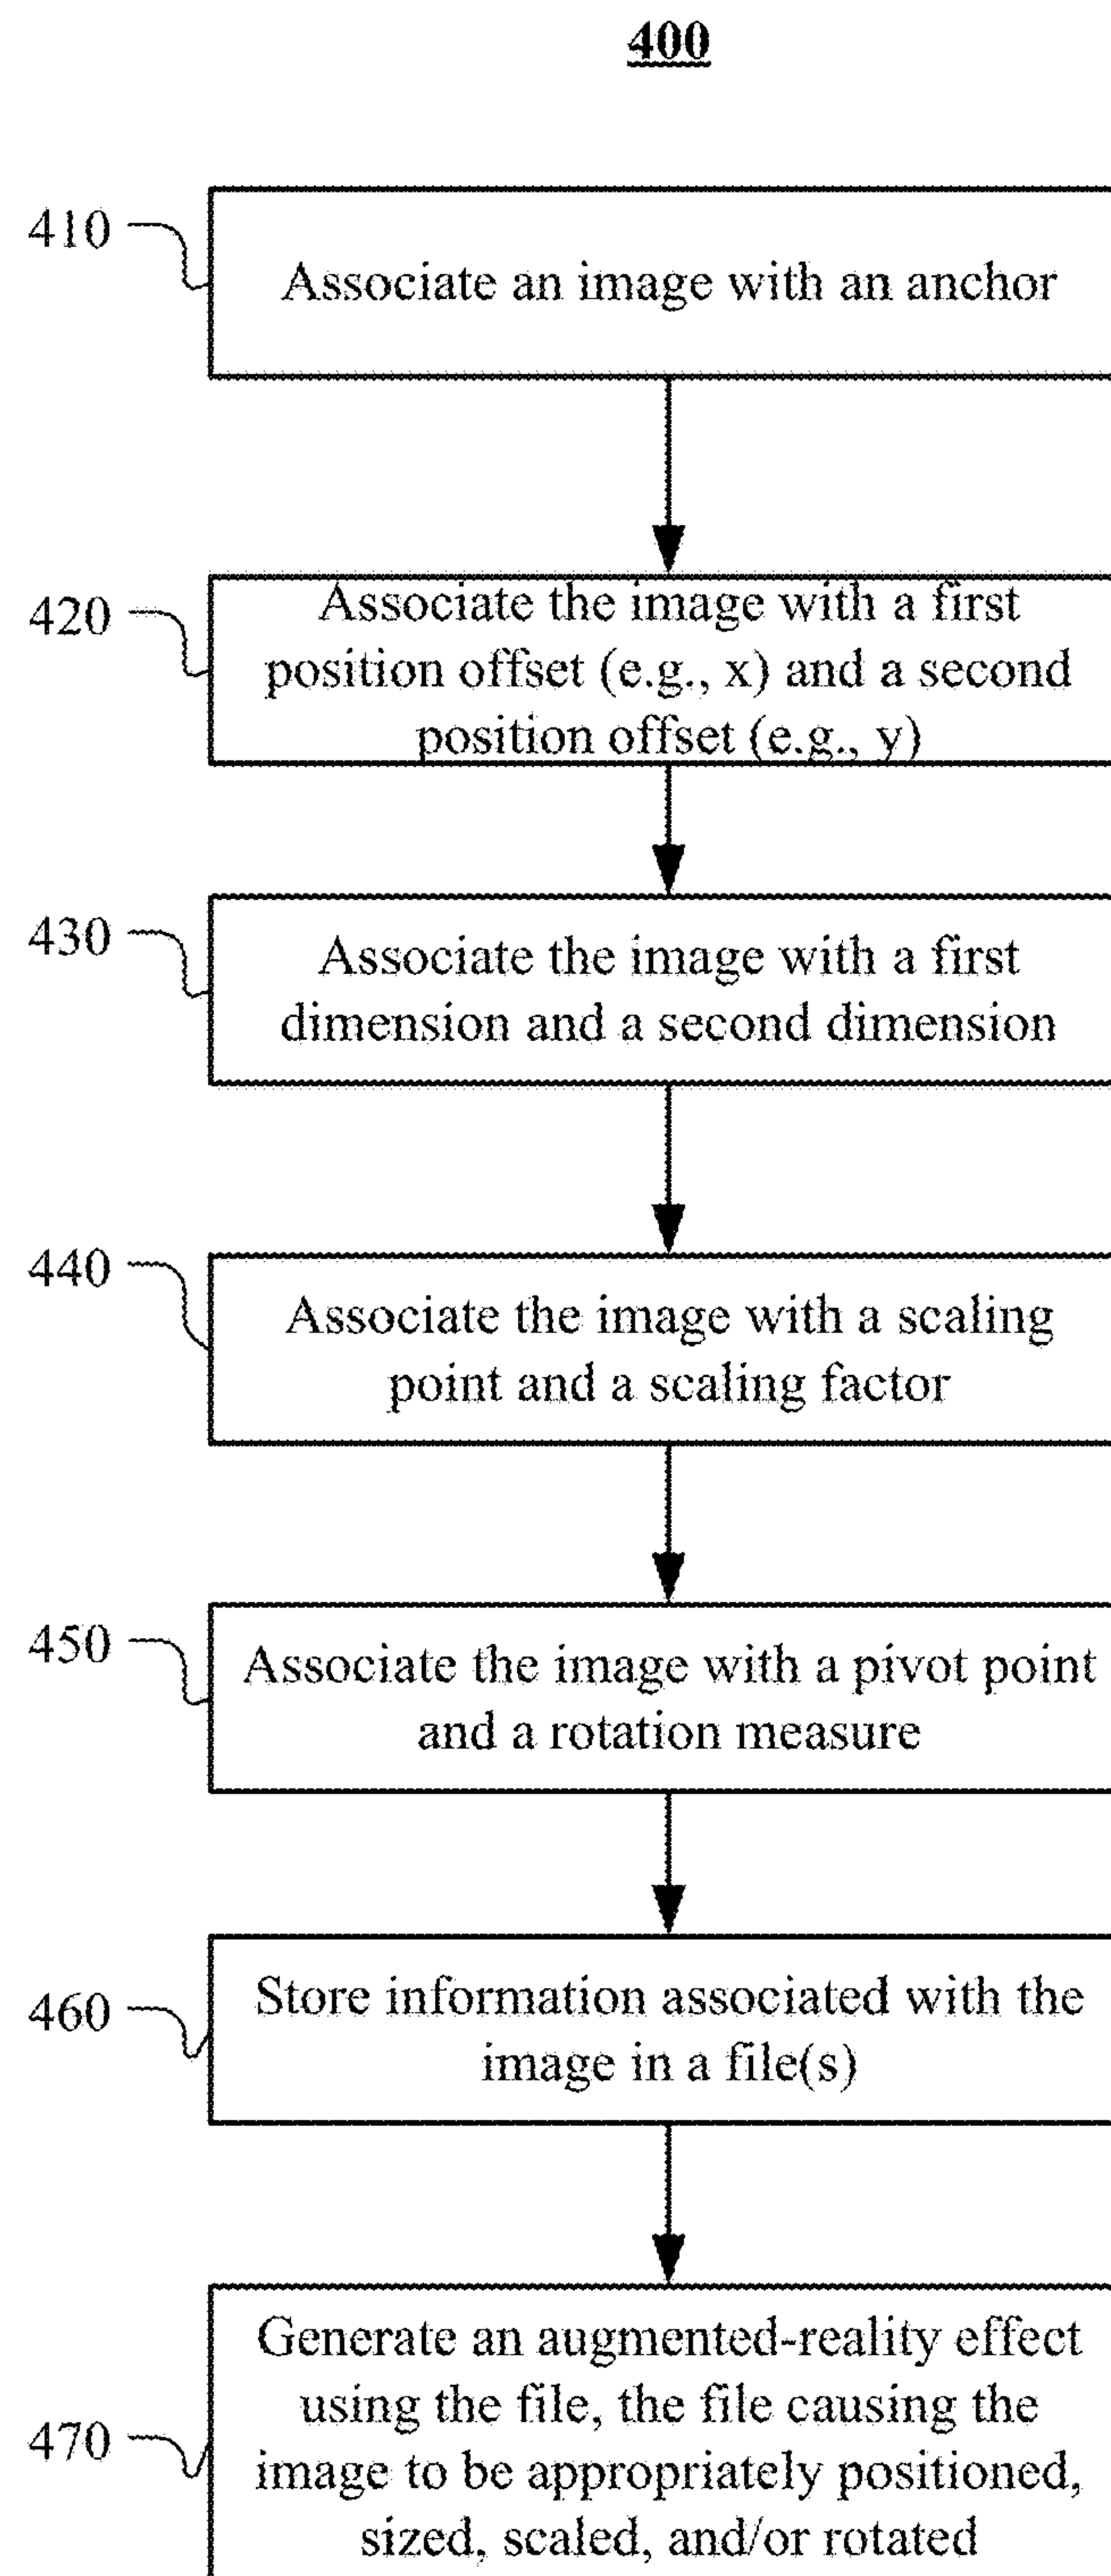 400
410
Associate an image with an anchor
420
Associate the image with a first
position offset (e.g., x) and a second
position offset (e.g., y)
430
Associate the image with a first
dimension and a second dimension
440
Associate the image with a scaling
point and a scaling factor
450
Associate the image with a pivot point
and a rotation measure
460
Store information associated with the
image in a file(s)
470
Generate an augmented-reality effect
using the file, the file causing the
image to be appropriately positioned,
sized, scaled, and/or rotated